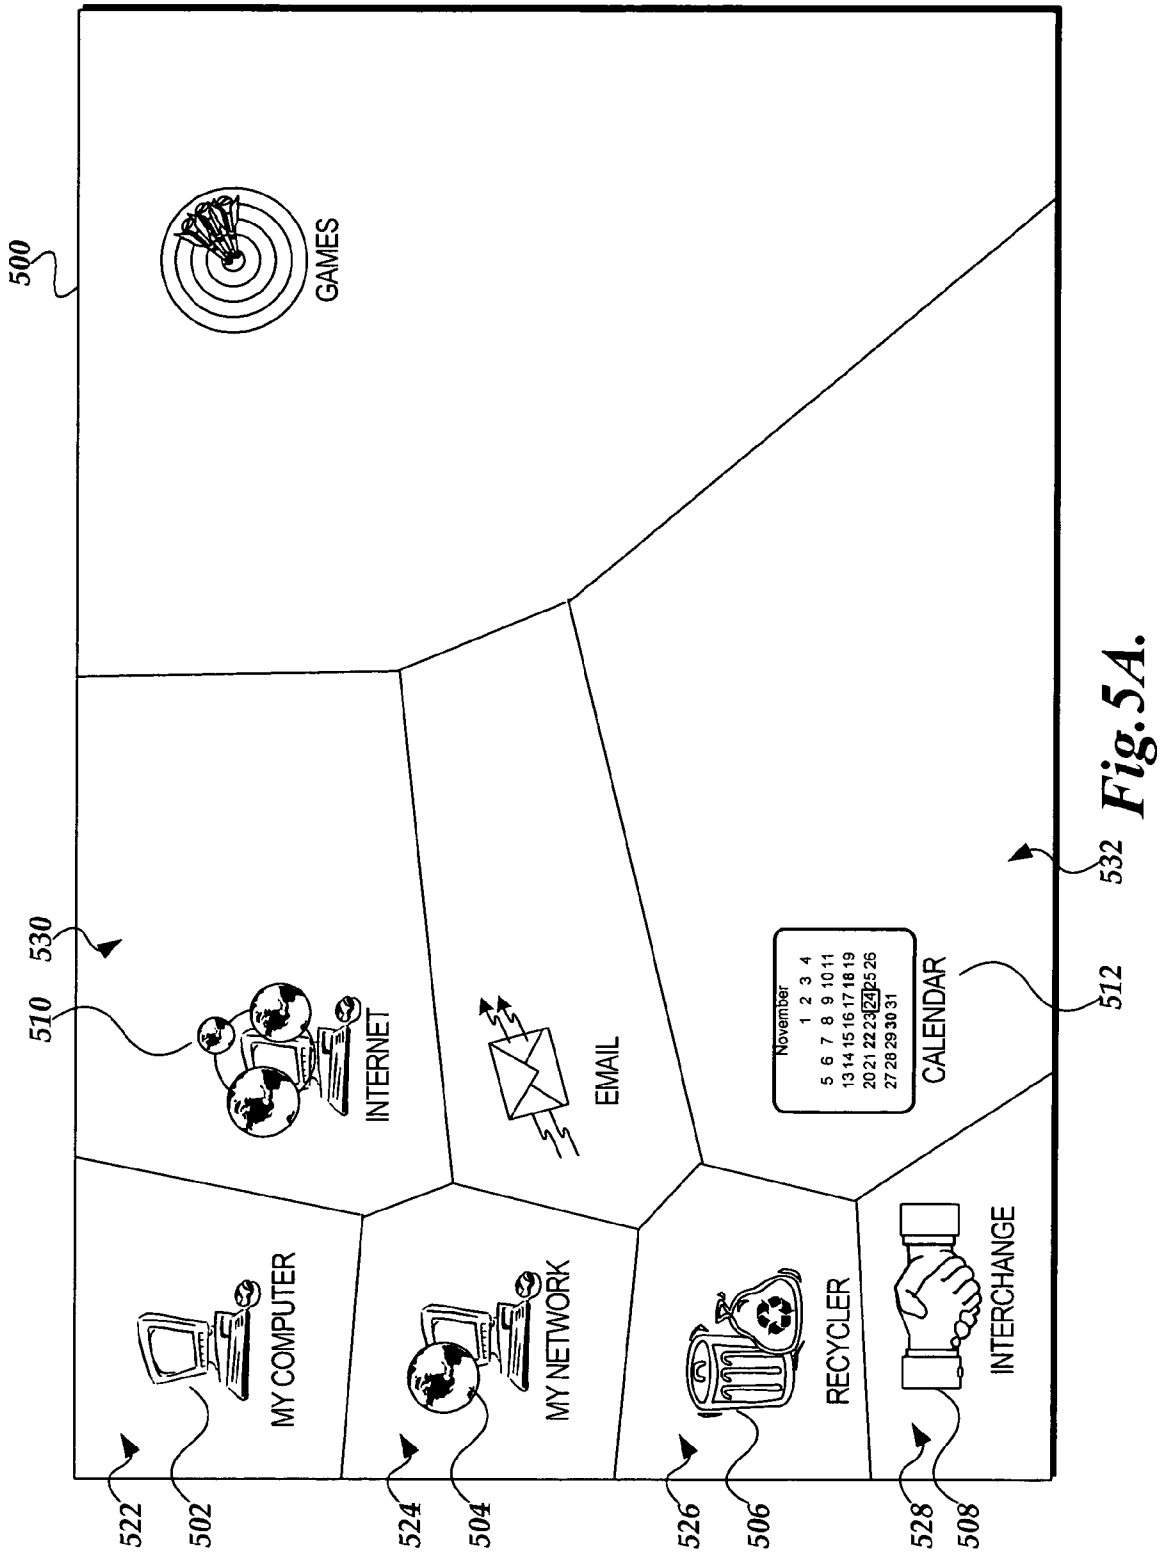 500
GAMES
530
510
INTERNET
EMAIL
November
1 2 3 4
5 6 7 8 9 10 11
13 14 15 16 17 18 19
20 21 22 23 24 25 26
27 28 29 30 31
CALENDAR
532
512
522
502
MY COMPUTER
524
504
MY NETWORK
526
506
RECYCLER
528
508
INTERCHANGE
Fig.5A.